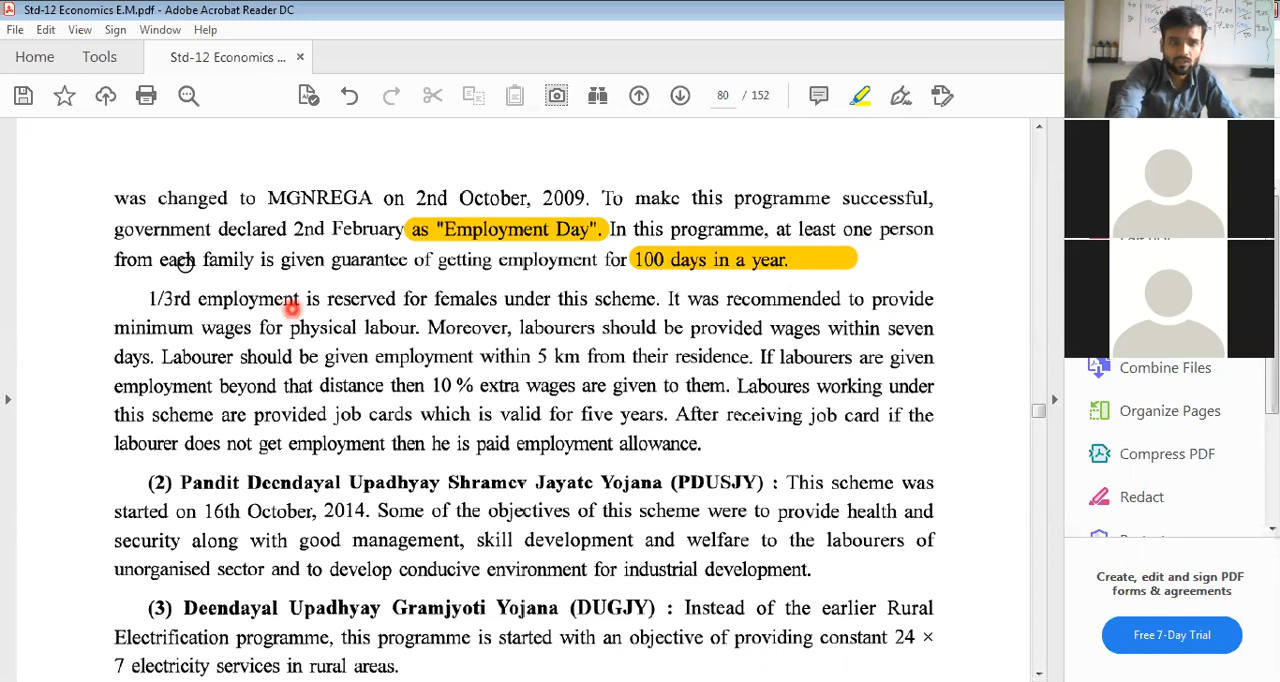 Std-12 Economics E.M.pdf - Adobe Acrobat Reader DC
File Edit View Sign Window Help
Home Tools Std-12 Economics ... ×
80 / 152
was changed to MGNREGA on 2nd October, 2009. To make this programme successful,
government declared 2nd February as "Employment Day". In this programme, at least one person
from each family is given guarantee of getting employment for 100 days in a year.
1/3rd employment is reserved for females under this scheme. It was recommended to provide
minimum wages for physical labour. Moreover, labourers should be provided wages within seven
days. Labourer should be given employment within 5 km from their residence. If labourers are given
employment beyond that distance then 10 % extra wages are given to them. Laboures working under
this scheme are provided job cards which is valid for five years. After receiving job card if the
labourer does not get employment then he is paid employment allowance.
(2) Pandit Deendayal Upadhyay Shramev Jayate Yojana (PDUSJY) : This scheme was
started on 16th October, 2014. Some of the objectives of this scheme were to provide health and
security along with good management, skill development and welfare to the labourers of
unorganised sector and to develop conducive environment for industrial development.
(3) Deendayal Upadhyay Gramjyoti Yojana (DUGJY) : Instead of the earlier Rural
Electrification programme, this programme is started with an objective of providing constant 24 ×
7 electricity services in rural areas.
Combine Files
Organize Pages
Compress PDF
Redact
Create, edit and sign PDF
forms & agreements
Free 7-Day Trial